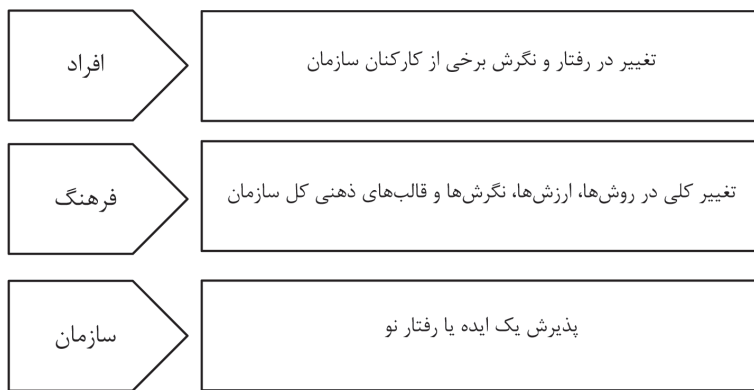 افراد
تغییر در رفتار و نگرش برخی از کارکنان سازمان
فرهنگ
تغییر کلی در روش‌ها، ارزش‌ها، نگرش‌ها و قالب‌های ذهنی کل سازمان
سازمان
پذیرش یک ایده یا رفتار نو